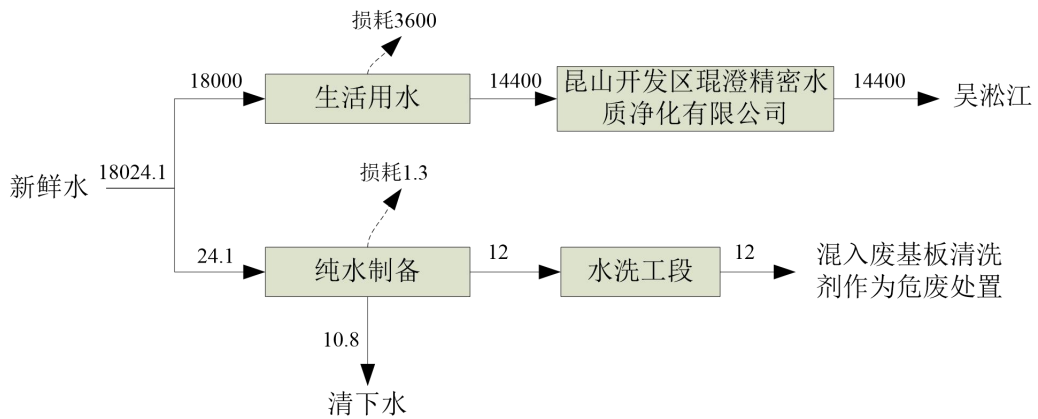 损耗3600
18000
生活用水
14400
昆山开发区琨澄精密水
质净化有限公司
14400
吴淞江
新鲜水
18024.1
损耗1.3
24.1
纯水制备
12
水洗工段
12
混入废基板清洗
剂作为危废处置
10.8
清下水